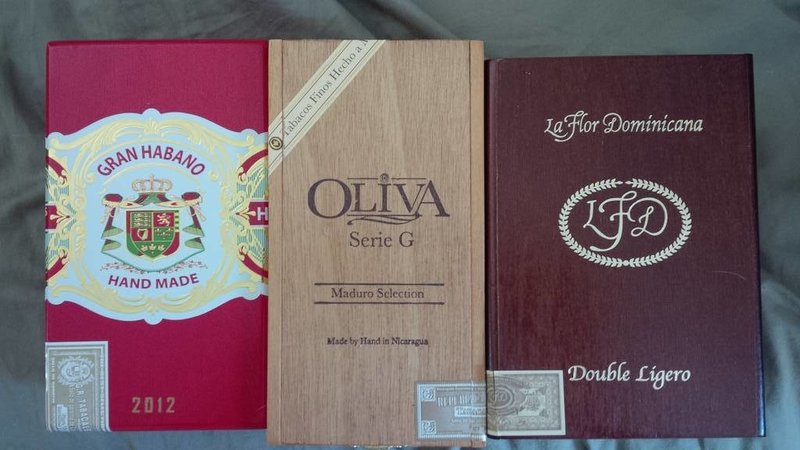 GRAN HABANO
HAND MADE
H
2012
Tabacos Finos Hecho a
OLIVA
Serie G
Maduro Selection
Made by Hand in Nicaragua
La Flor Dominicana
LFD
Double Ligero